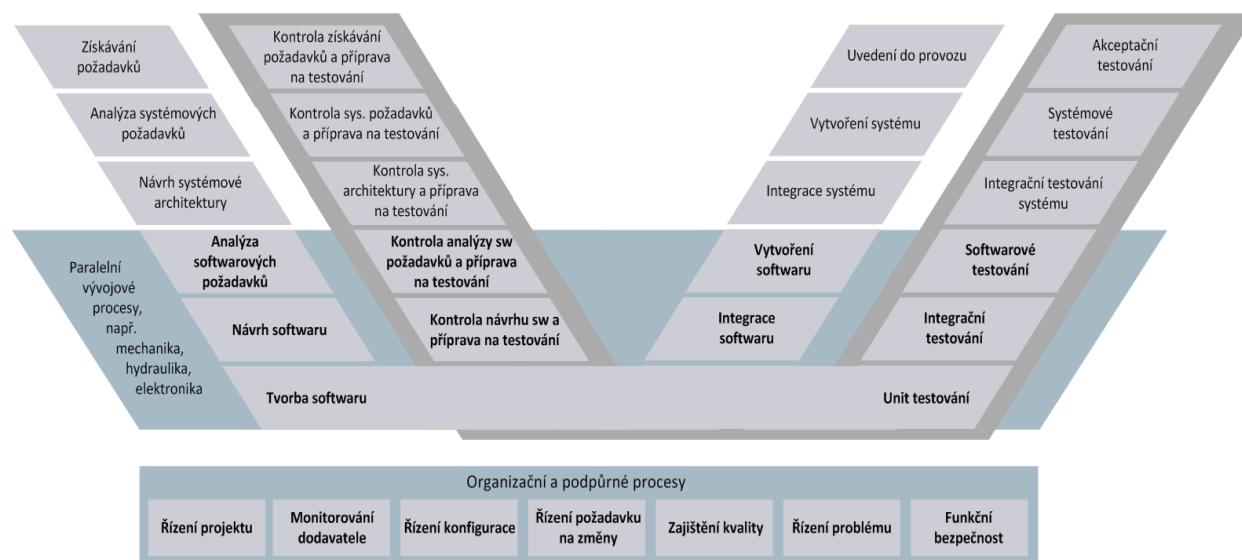 Získávání
požadavků
Kontrola získávání
požadavků a příprava
na testování
Uvedení do provozu
Akceptační
testování
Analýza systémových
požadavků
Kontrola sys. požadavků
a příprava na testování
Vytvoření systému
Systémové
testování
Návrh systémové
architektury
Kontrola sys.
architektury a příprava
na testování
Integrace systému
Integrační testování
systému
Paralelní
vývojové
procesy,
např.
mechanika,
hydraulika,
elektronika
Analýza
softwarových
požadavků
Kontrola analýzy sw
požadavků a příprava
na testování
Vytvoření
softwaru
Softwarové
testování
Návrh softwaru
Kontrola návrhu sw a
příprava na testování
Integrace
softwaru
Integrační
testování
Tvorba softwaru
Unit testování
Organizační a podpůrné procesy
Řízení projektu
Monitorování
dodavatele
Řízení konfigurace
Řízení požadavku
na změny
Zajištění kvality
Řízení problému
Funkční
bezpečnost